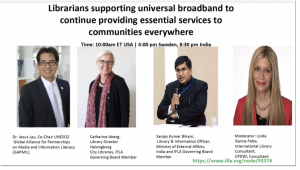 Librarians supporting universal broadband to
continue providing essential services to
communities everywhere
Time: 10:00am ET USA | 4:00 pm Sweden, 8:30 pm India
Dr. Jesus Lau, Co-Chair UNESCO
Global Alliance for Partnerships
on Media and Information Literacy
(GAPMIL)
Catharina Isberg,
Library Director
Helsingborg
City Libraries, IFLA
Governing Board Member
Sanjay Kumar Bihani,
Library & Information Officer,
Ministry of External Affairs,
India and IFLA Governing Board
Member
Moderator: Loida
Garcia-Febo,
International Library
Consultant,
https://www.ifla.org/node/93376